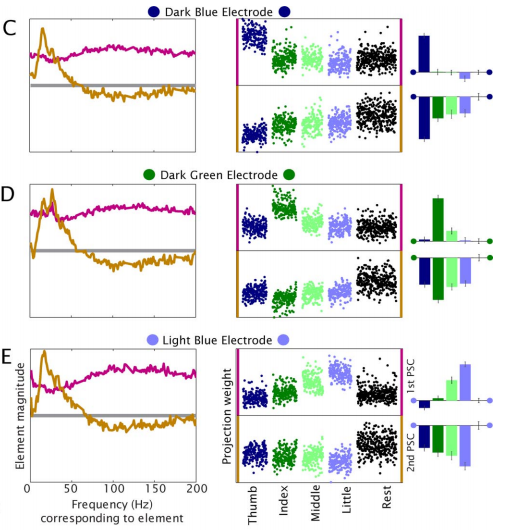 Dark Blue Electrode
C
Dark Green Electrode
D
Light Blue Electrode
E
Element magnitude
Projection weight
1st PSC
2nd PSC
0 50 100 150 200
Frequency (Hz)
corresponding to element
Thumb
Index
Middle
Little
Rest